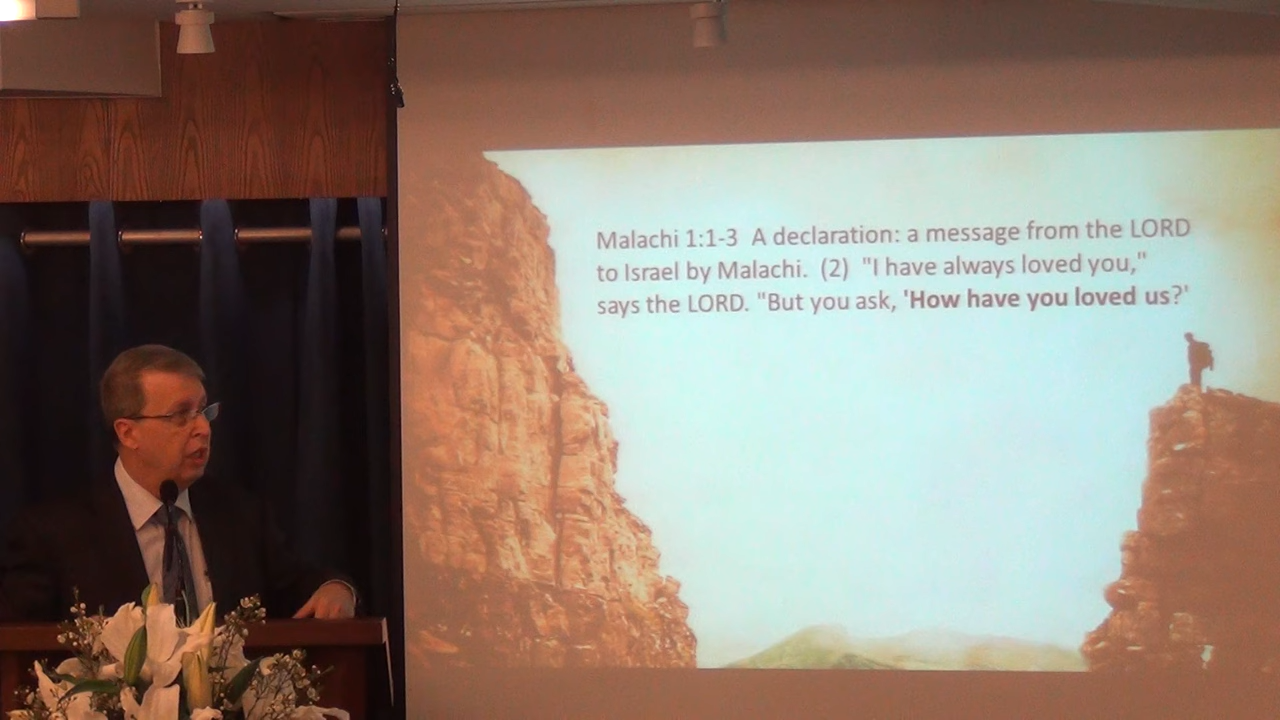 Malachi 1:1-3  A declaration: a message from the LORD
to Israel by Malachi.  (2)  "I have always loved you,"
says the LORD. "But you ask, 'How have you loved us?'